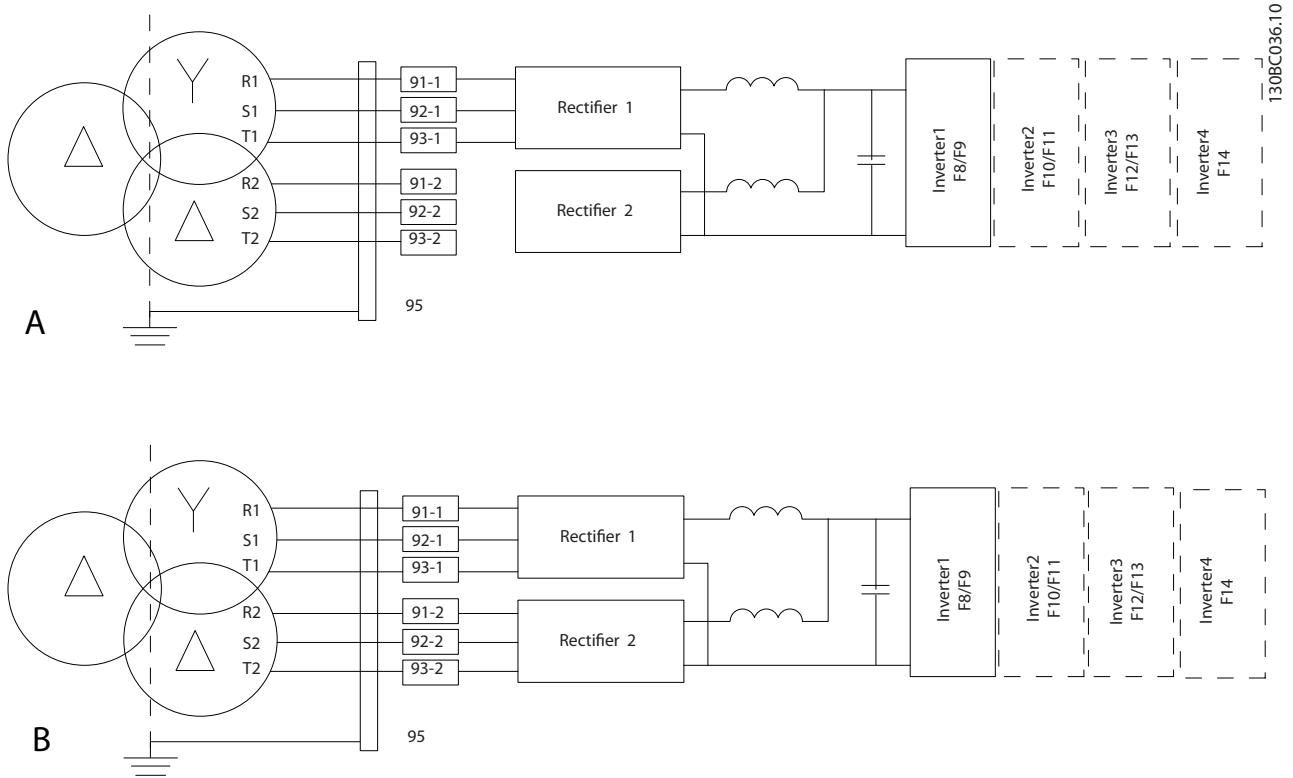 130BC036.10
R1
S1
T1
R2
S2
T2
91-1
92-1
93-1
91-2
92-2
93-2
95
Rectifier 1
Rectifier 2
Inverter1
F8/F9
Inverter2
F10/F11
Inverter3
F12/F13
Inverter4
F14
A
R1
S1
T1
R2
S2
T2
91-1
92-1
93-1
91-2
92-2
93-2
95
Rectifier 1
Rectifier 2
Inverter1
F8/F9
Inverter2
F10/F11
Inverter3
F12/F13
Inverter4
F14
B